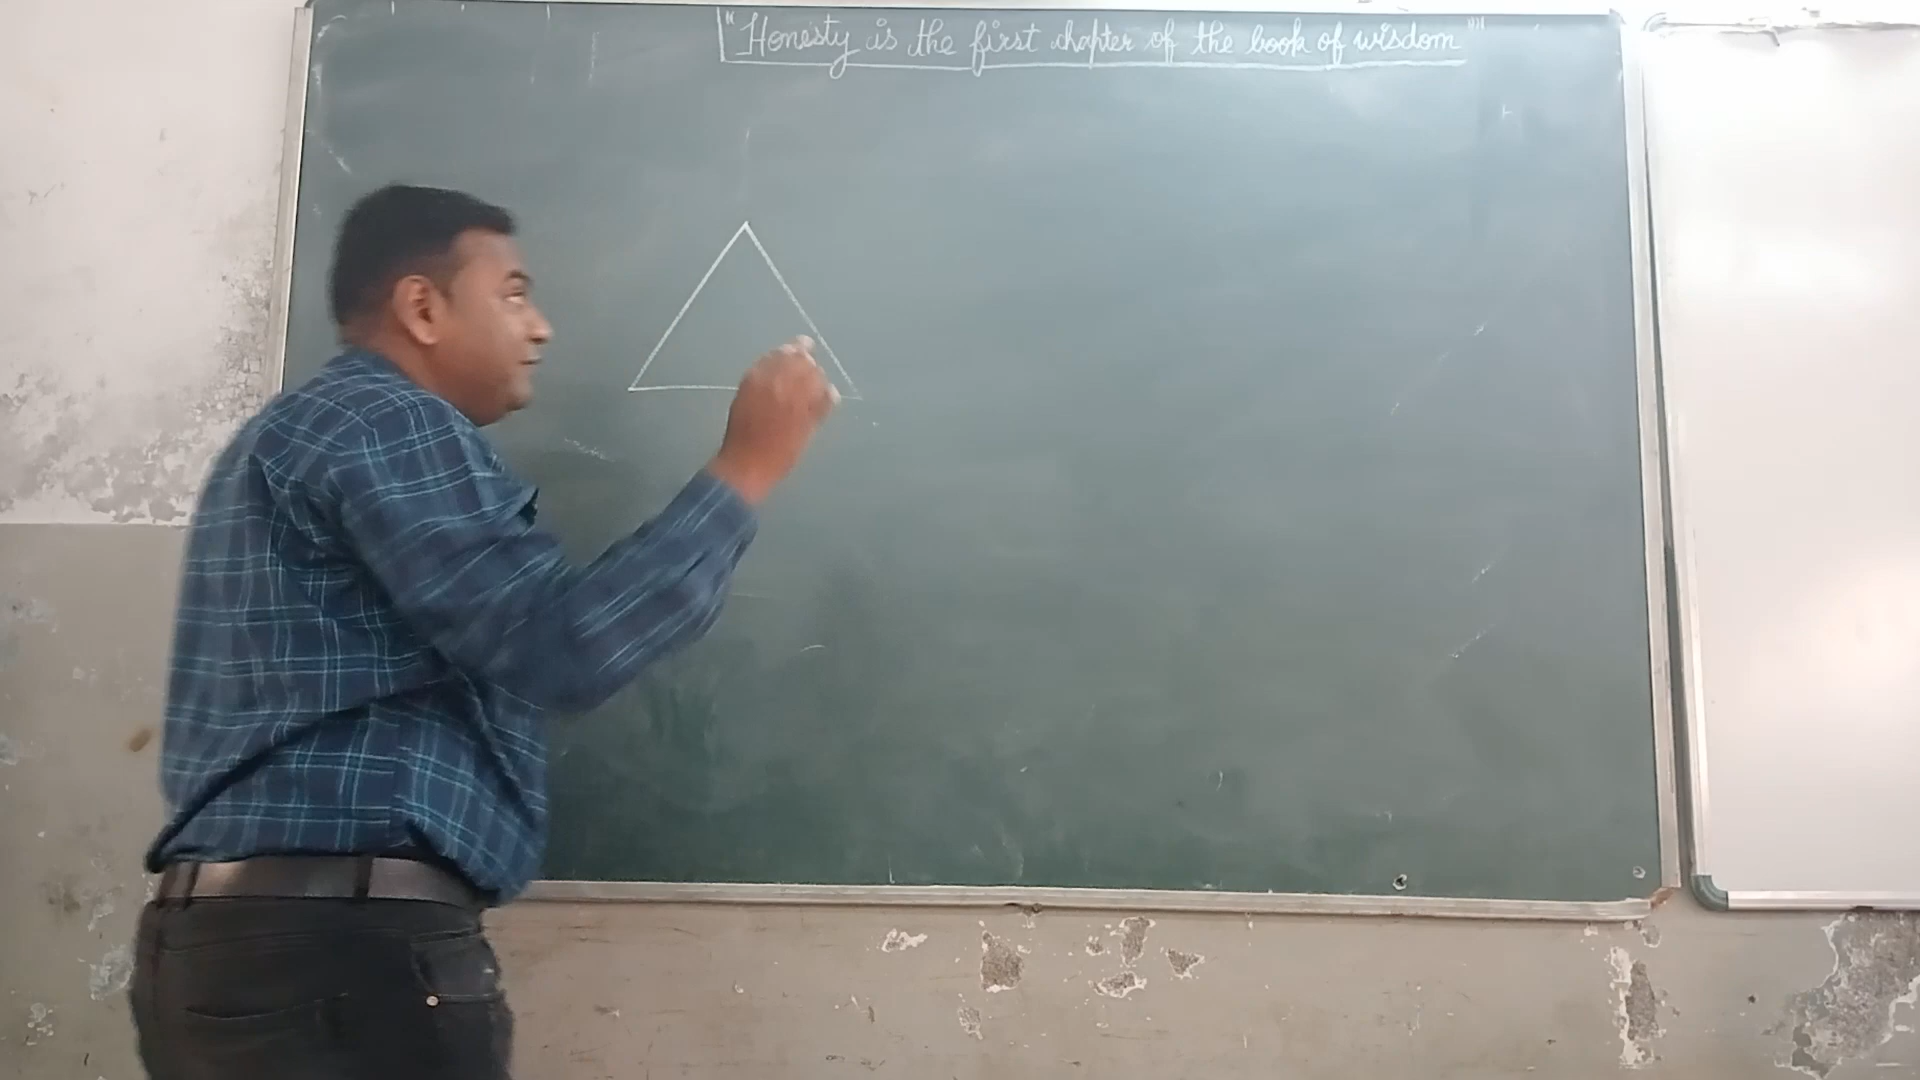 "Honesty is the first chapter of the book of wisdom"